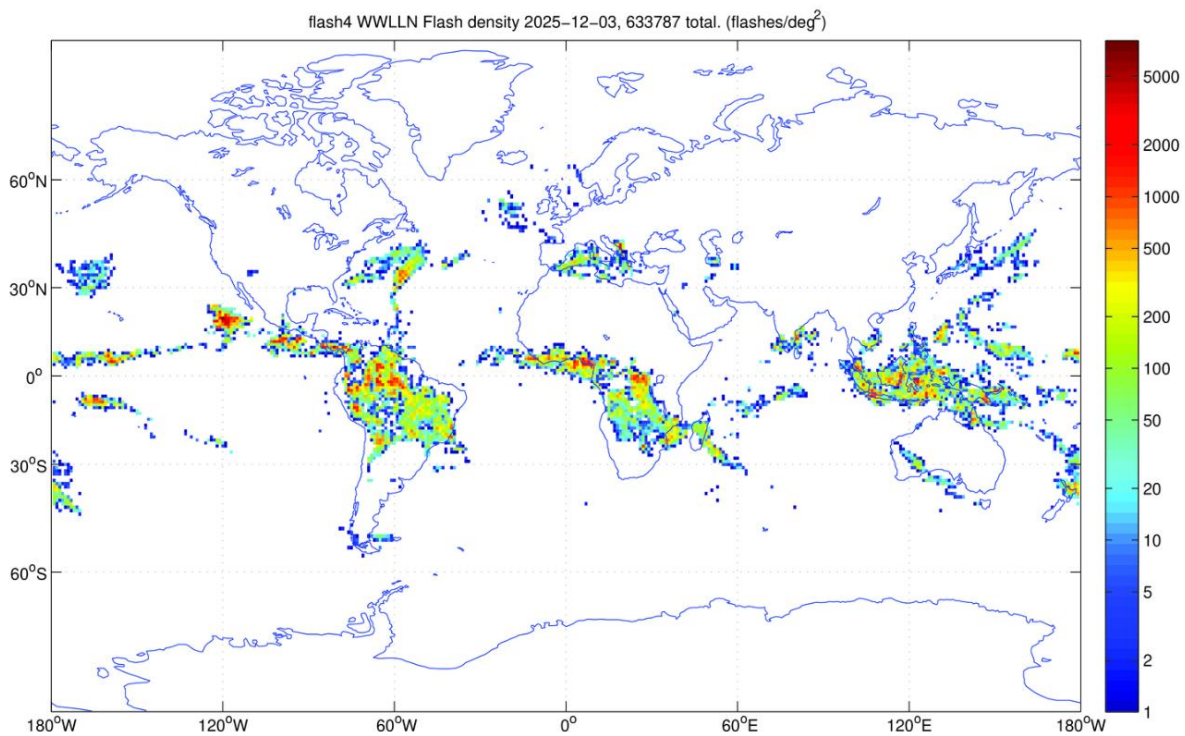 flash4 WWLLN Flash density 2025−12−03, 633787 total. (flashes/deg²)
5000
2000
1000
500
200
100
50
20
10
5
2
1
60°N
30°N
0°
30°S
60°S
180°W
120°W
60°W
0°
60°E
120°E
180°W